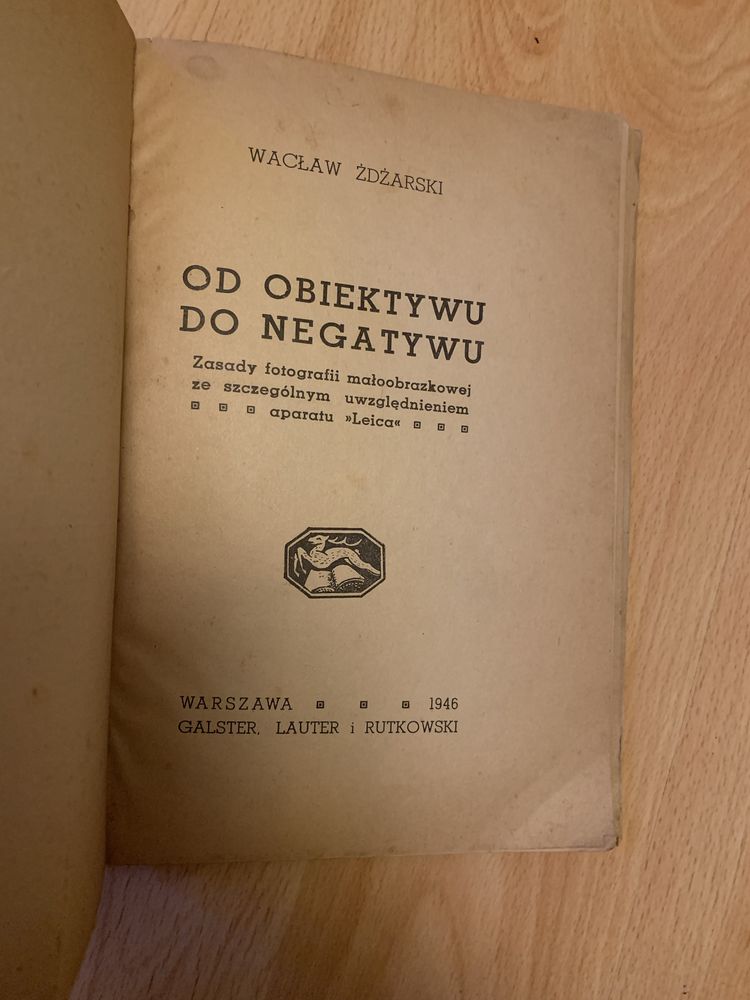 WACŁAW ŻDŻARSKI
OD OBIEKTYWU
DO NEGATYWU
Zasady fotografii małoobrazkowej
ze szczególnym uwzględnieniem
aparatu »Leica«
WARSZAWA 1946
GALSTER, LAUTER i RUTKOWSKI